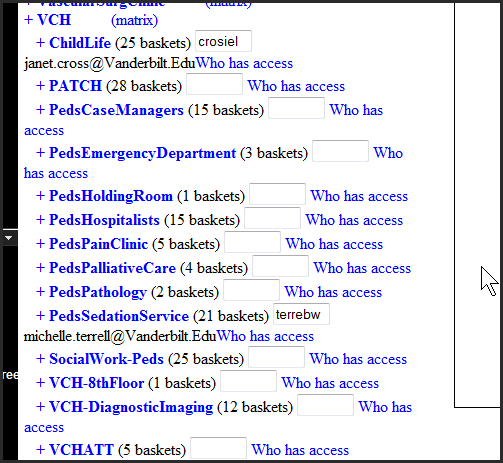 + VascularSurgClinic (matrix)
+ VCH (matrix)
+ ChildLife (25 baskets) crosiel
janet.cross@Vanderbilt.EduWho has access
+ PATCH (28 baskets) Who has access
+ PedsCaseManagers (15 baskets) Who has
access
+ PedsEmergencyDepartment (3 baskets) Who
has access
+ PedsHoldingRoom (1 baskets) Who has access
+ PedsHospitalists (15 baskets) Who has access
+ PedsPainClinic (5 baskets) Who has access
+ PedsPalliativeCare (4 baskets) Who has access
+ PedsPathology (2 baskets) Who has access
+ PedsSedationService (21 baskets) terrebw
michelle.terrell@Vanderbilt.EduWho has access
+ SocialWork-Peds (25 baskets) Who has access
ree
+ VCH-8thFloor (1 baskets) Who has access
+ VCH-DiagnosticImaging (12 baskets) Who has
access
+ VCHATT (5 baskets) Who has access